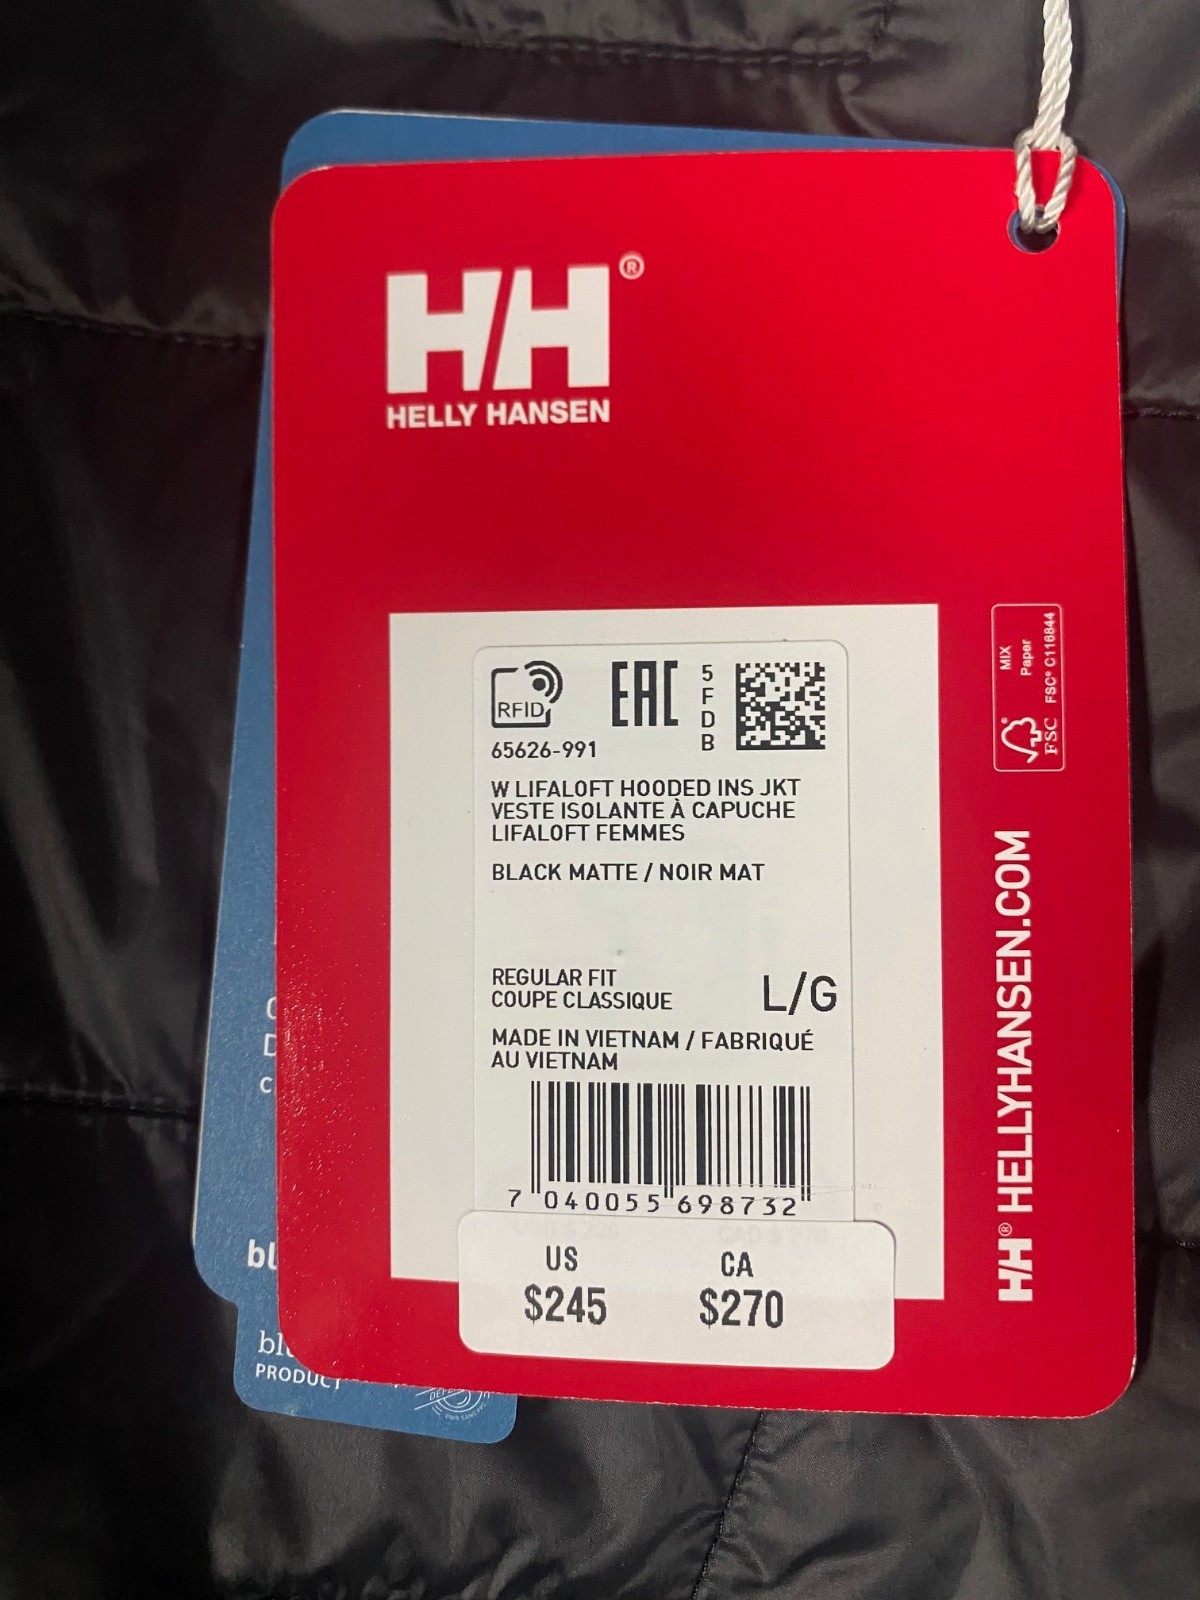 HH®
HELLY HANSEN
RFID
EAC
5
F
D
B
65626-991
W LIFALOFT HOODED INS JKT
VESTE ISOLANTE À CAPUCHE
LIFALOFT FEMMES
BLACK MATTE / NOIR MAT
REGULAR FIT
COUPE CLASSIQUE
L/G
MADE IN VIETNAM / FABRIQUÉ
AU VIETNAM
7 040055 698732
US CA
$245 $270
MIX
Paper
FSC
FSC® C116844
HH® HELLYHANSEN.COM
PRODUCT